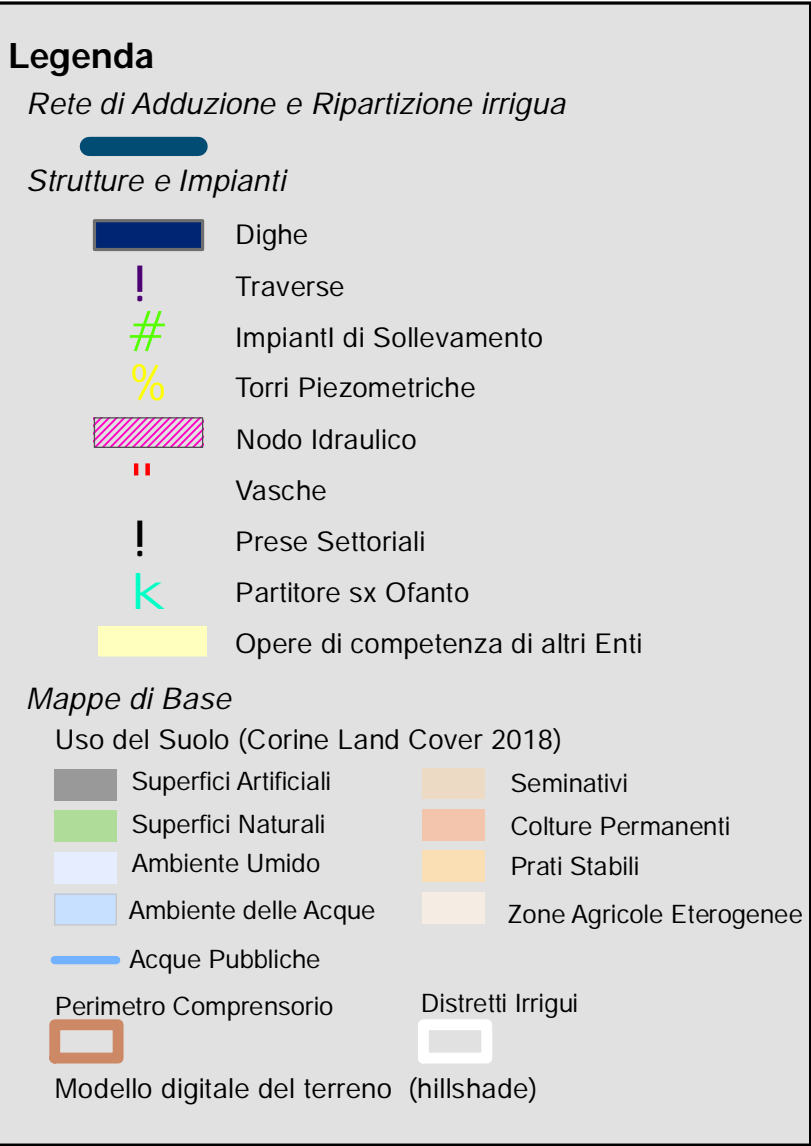 Legenda
Rete di Adduzione e Ripartizione irrigua
Strutture e Impianti
Dighe
! Traverse
# ImpiantI di Sollevamento
% Torri Piezometriche
Nodo Idraulico
" Vasche
! Prese Settoriali
k Partitore sx Ofanto
Opere di competenza di altri Enti
Mappe di Base
Uso del Suolo (Corine Land Cover 2018)
Superfici Artificiali
Superfici Naturali
Ambiente Umido
Ambiente delle Acque
Acque Pubbliche
Seminativi
Colture Permanenti
Prati Stabili
Zone Agricole Eterogenee
Perimetro Comprensorio
Distretti Irrigui
Modello digitale del terreno (hillshade)